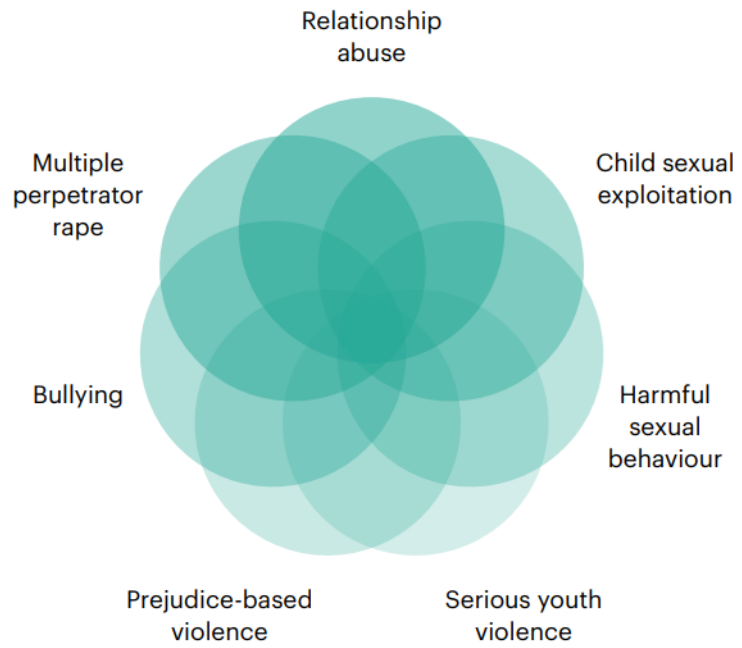 Relationship
abuse
Multiple
perpetrator
rape
Child sexual
exploitation
Bullying
Harmful
sexual
behaviour
Prejudice-based
violence
Serious youth
violence